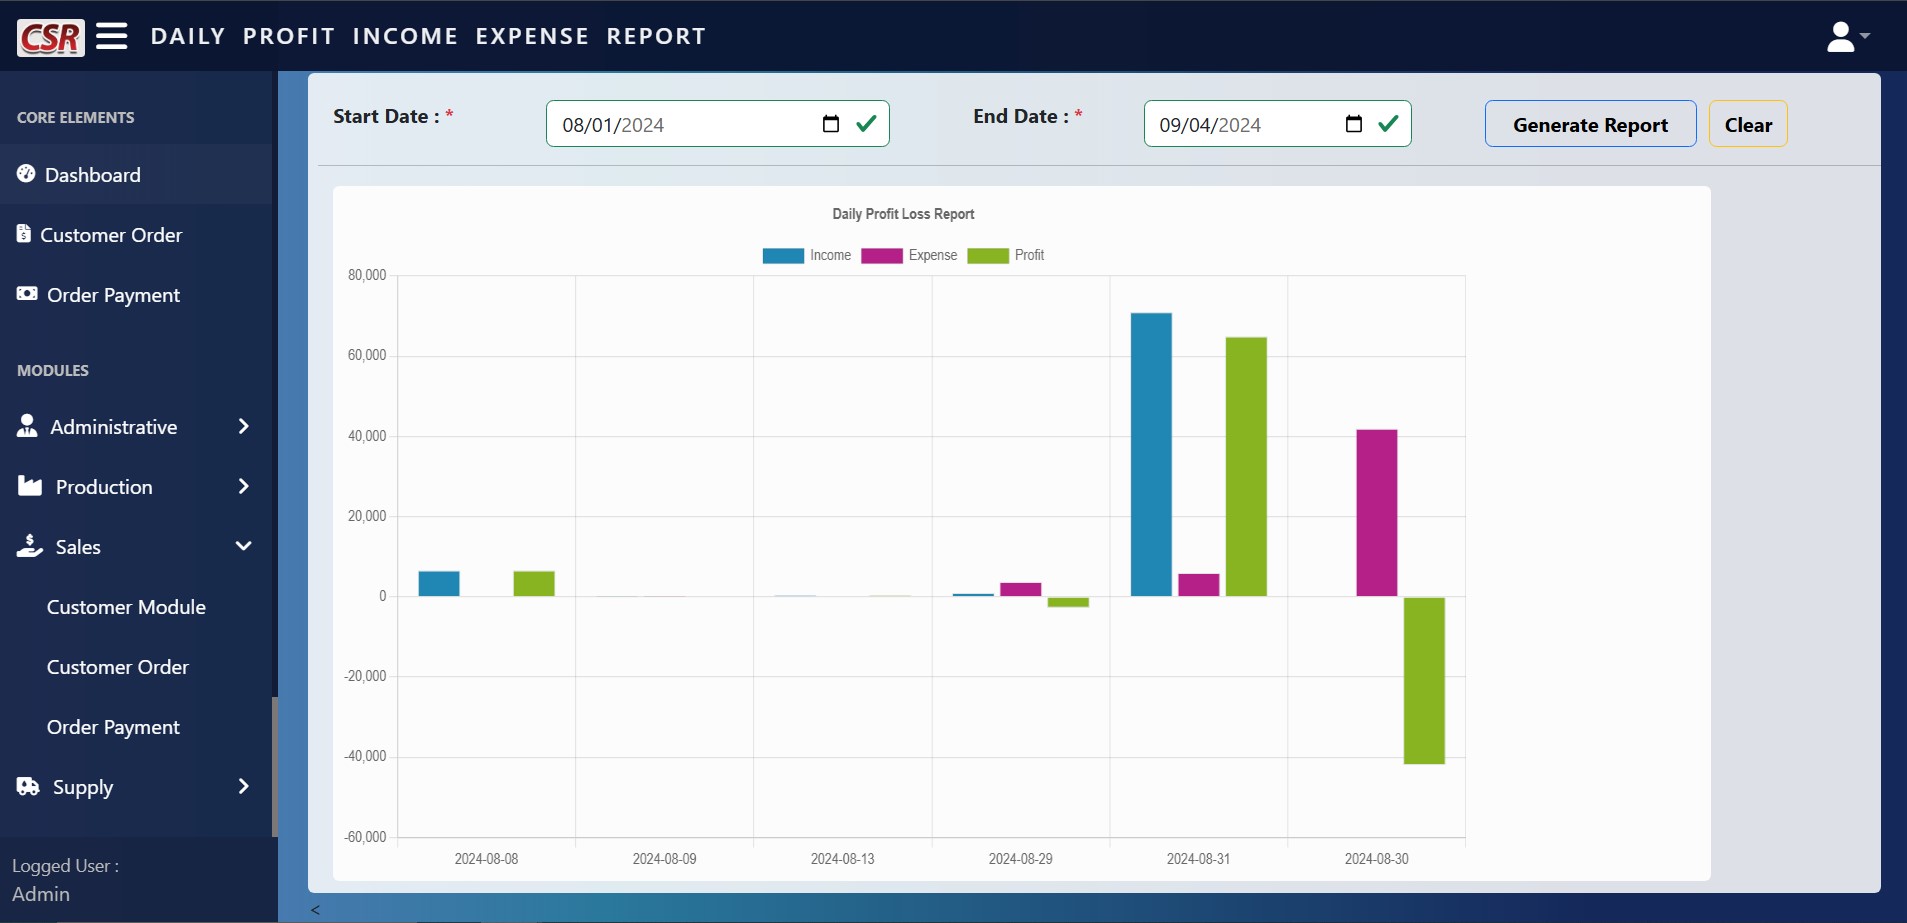 CSR DAILY PROFIT INCOME EXPENSE REPORT
CORE ELEMENTS
Dashboard
Customer Order
Order Payment
MODULES
Administrative
Production
Sales
Customer Module
Customer Order
Order Payment
Supply
Logged User :
Admin
Start Date : * 08/01/2024 End Date : * 09/04/2024 Generate Report Clear
Daily Profit Loss Report
Income Expense Profit
80,000
60,000
40,000
20,000
0
-20,000
-40,000
-60,000
2024-08-08 2024-08-09 2024-08-13 2024-08-29 2024-08-31 2024-08-30
<